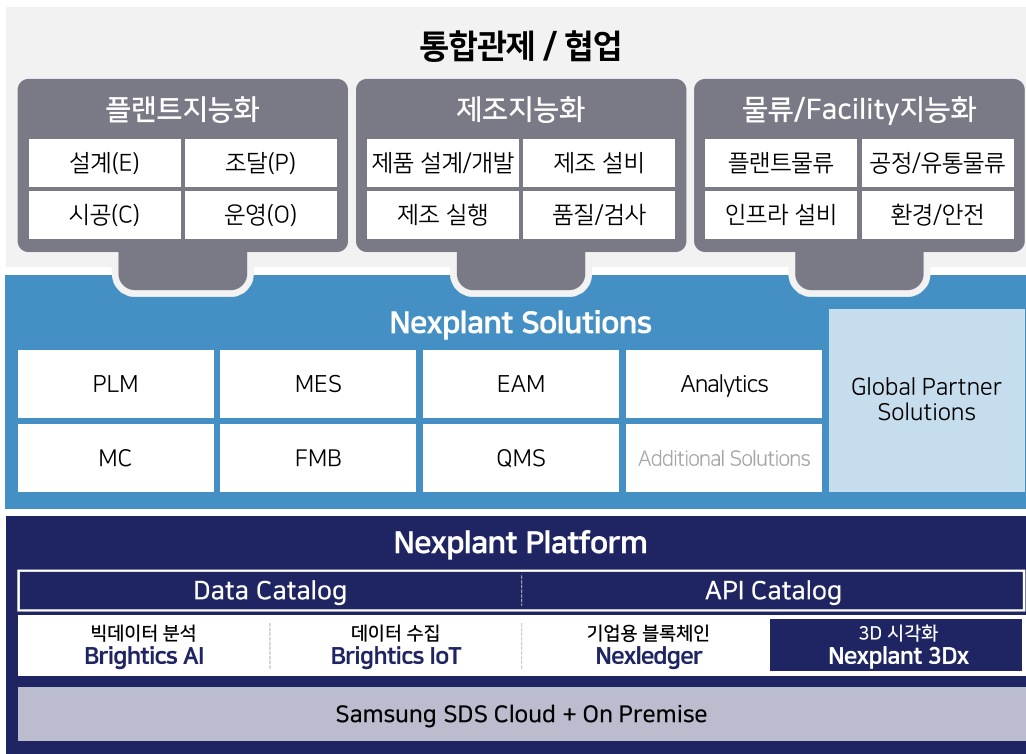 통합관제 / 협업
플랜트지능화
설계(E)
조달(P)
시공(C)
운영(O)
제조지능화
제품 설계/개발
제조 설비
제조 실행
품질/검사
물류/Facility지능화
플랜트물류
공정/유통물류
인프라 설비
환경/안전
Nexplant Solutions
PLM
MES
EAM
Analytics
MC
FMB
QMS
Additional Solutions
Global Partner
Solutions
Nexplant Platform
Data Catalog
API Catalog
빅데이터 분석
Brightics AI
데이터 수집
Brightics IoT
기업용 블록체인
Nexledger
3D 시각화
Nexplant 3Dx
Samsung SDS Cloud + On Premise